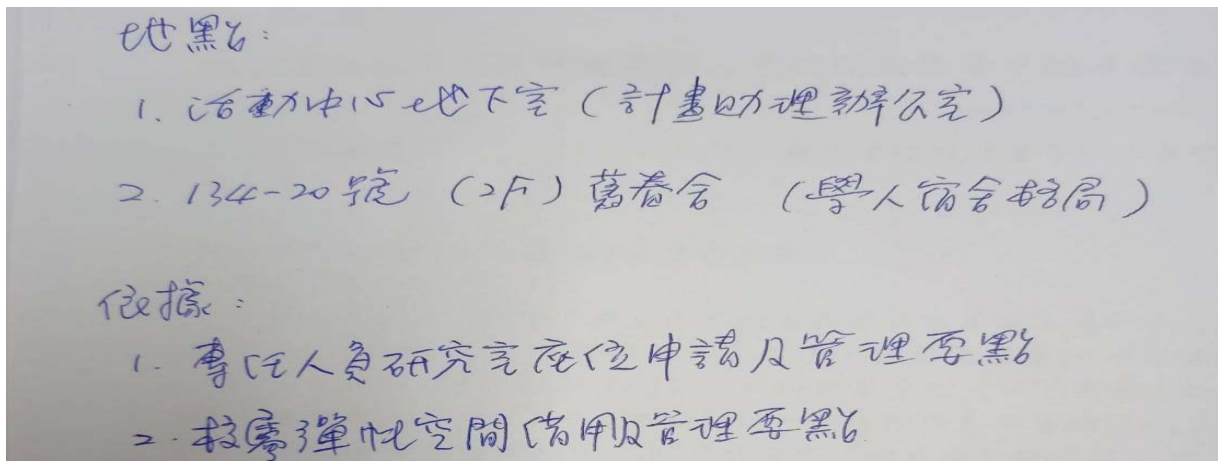 地點：
1. 活動中心地下室（計畫助理辦公室）
2. 134-20號（2F）舊眷舍（學人宿舍格局）
依據：
1. 專任人員研究室座位申請及管理要點
2. 校寓彈性空間借用及管理要點